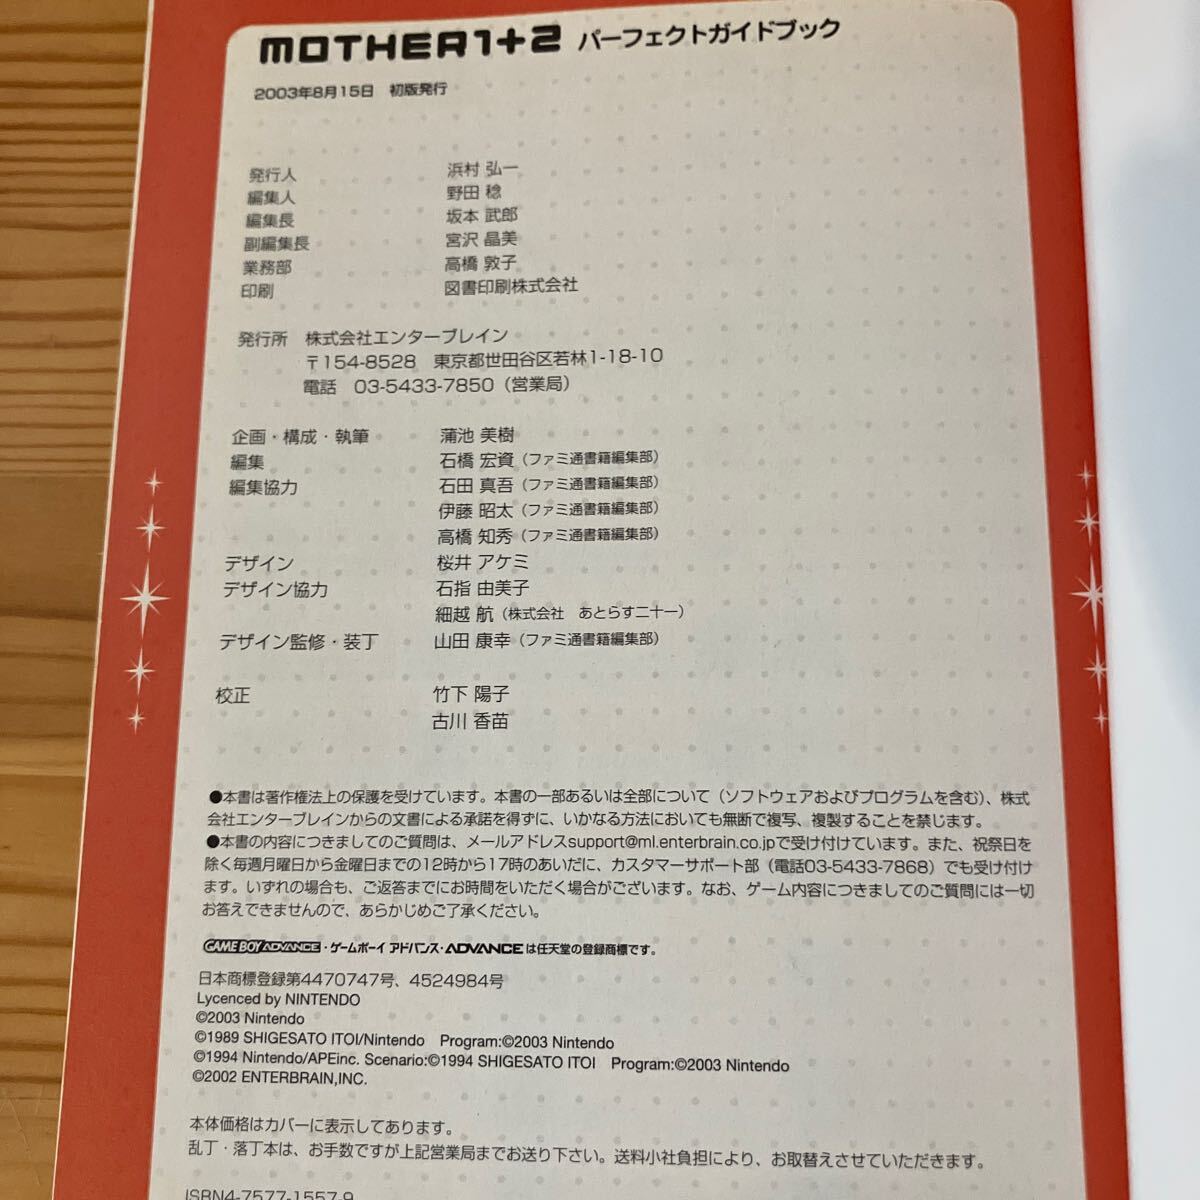 MOTHER1+2 パーフェクトガイドブック
2003年8月15日　初版発行
発行人　浜村 弘一
編集人　野田 稔
編集長　坂本 武郎
副編集長　宮沢 晶美
業務部　高橋 敦子
印刷　図書印刷株式会社
発行所　株式会社エンターブレイン
〒154-8528　東京都世田谷区若林1-18-10
電話　03-5433-7850（営業局）
企画・構成・執筆　蒲池 美樹
編集　石橋 宏資（ファミ通書籍編集部）
編集協力　石田 真吾（ファミ通書籍編集部）
伊藤 昭太（ファミ通書籍編集部）
高橋 知秀（ファミ通書籍編集部）
デザイン　桜井 アケミ
デザイン協力　石指 由美子
細越 航（株式会社　あとらす二十一）
デザイン監修・装丁　山田 康幸（ファミ通書籍編集部）
校正　竹下 陽子
古川 香苗
●本書は著作権法上の保護を受けています。本書の一部あるいは全部について（ソフトウェアおよびプログラムを含む）、株式
会社エンターブレインからの文書による承諾を得ずに、いかなる方法においても無断で複写、複製することを禁じます。
●本書の内容につきましてのご質問は、メールアドレスsupport@ml.enterbrain.co.jpで受け付けています。また、祝祭日を
除く毎週月曜日から金曜日までの12時から17時のあいだに、カスタマーサポート部（電話03-5433-7868）でも受け付け
ます。いずれの場合も、ご返答までにお時間をいただく場合がございます。なお、ゲーム内容につきましてのご質問には一切
お答えできませんので、あらかじめご了承ください。
GAME BOY ADVANCE・ゲームボーイ アドバンス・ADVANCEは任天堂の登録商標です。
日本商標登録第4470747号、4524984号
Lycenced by NINTENDO
©2003 Nintendo
©1989 SHIGESATO ITOI/Nintendo　Program:©2003 Nintendo
©1994 Nintendo/APEinc. Scenario:©1994 SHIGESATO ITOI　Program:©2003 Nintendo
©2002 ENTERBRAIN,INC.
本体価格はカバーに表示してあります。
乱丁・落丁本は、お手数ですが上記営業局までお送り下さい。送料小社負担により、お取替えさせていただきます。
ISBN4-7577-1557-9